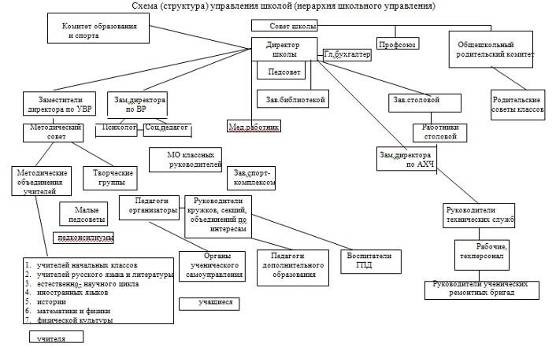 Схема (структура) управления школой (иерархия школьного управления)
Комитет образования
и спорта
Совет школы
Директор
школы
Гл,бухгалтер
Профсоюз
Общешкольный
родительский комитет
Педсовет
Зав.библиотекой
Заместители
директора по УВР
Зам,директора
по ВР
Зав.столовой
Родительские
советы классов
Методический
совет
Психолог
Соц,педагог
Мед,работник
Работники
столовой
МО классных
руководителей
Зам,директора
по АХЧ
Методические
объединения
учителей
Творческие
группы
Зав,спорт-
комплексом
Малые
педсоветы
Педагоги
организаторы
Руководители
кружков, секций,
объединений по
интересам
Руководители
технических служб
педконсилиумы
Органы
ученического
самоуправления
Педагоги
дополнительного
образования
Воспитатели
ГПД
Рабочие,
техперсонал
1. учителей начальных классов
2. учителей русского языка и литературы
3. естественно- научного цикла
4. иностранных языков
5. истории
6. математики и физики
7. физической культуры
Руководители ученических
ремонтных бригад
учащиеся
учителя